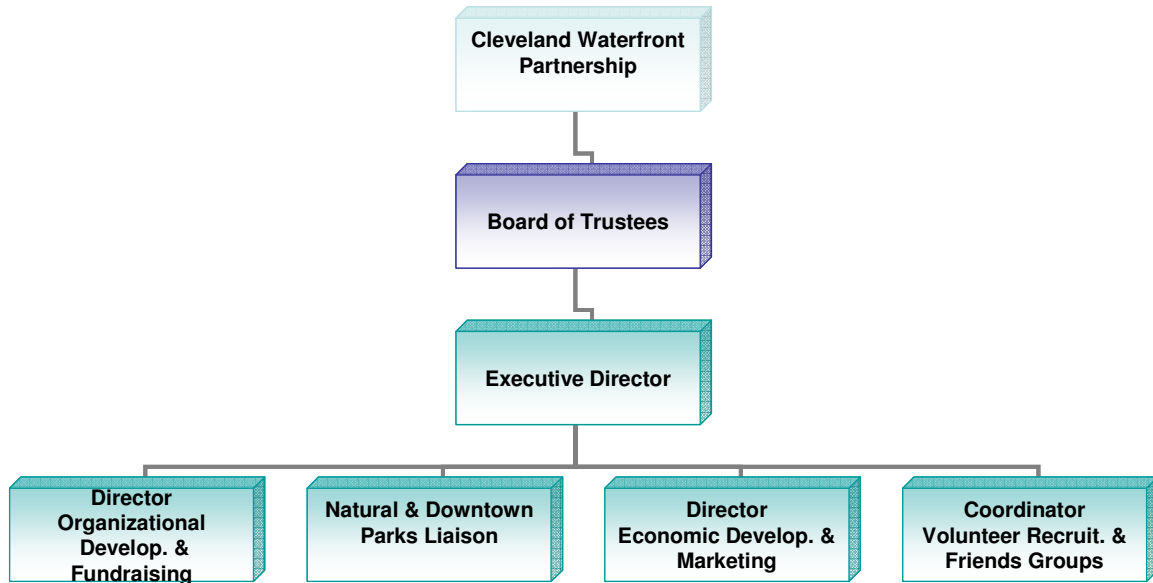 Cleveland Waterfront
Partnership
Board of Trustees
Executive Director
Director
Organizational
Develop. &
Fundraising
Natural & Downtown
Parks Liaison
Director
Economic Develop. &
Marketing
Coordinator
Volunteer Recruit. &
Friends Groups